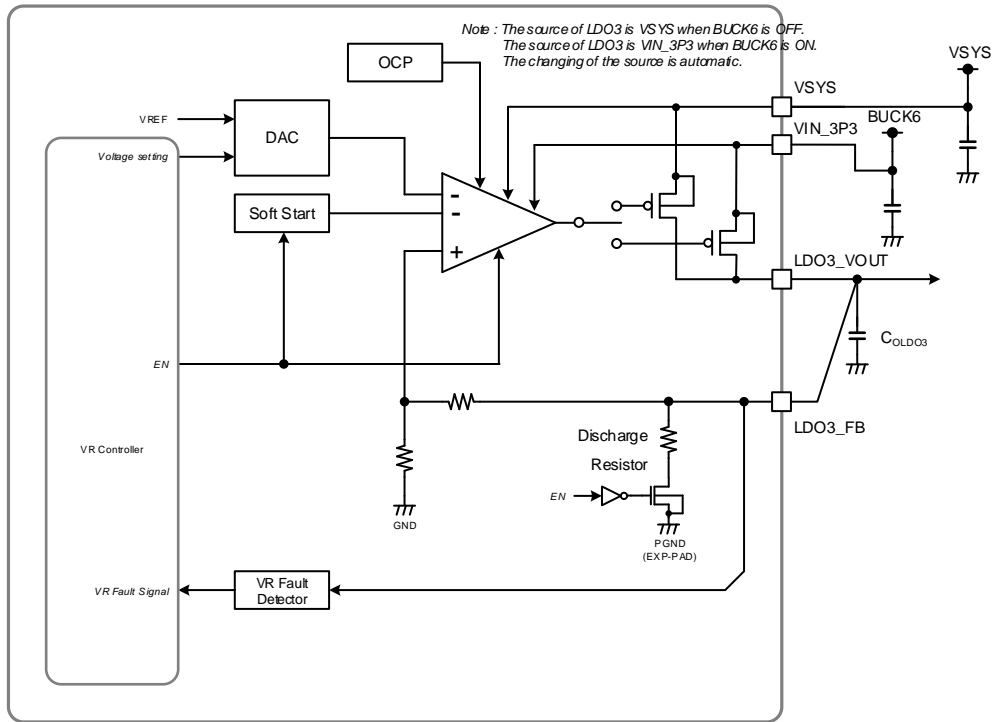 Note : The source of LDO3 is VSYS when BUCK6 is OFF.
The source of LDO3 is VIN_3P3 when BUCK6 is ON.
The changing of the source is automatic.
VSYS
OCP
VSYS
BUCK6
VREF
DAC
VIN_3P3
Voltage setting
-
-
+
Soft Start
LDO3_VOUT
COLDO3
EN
LDO3_FB
Discharge
Resistor
VR Controller
EN
GND
PGND
(EXP-PAD)
VR Fault Signal
VR Fault
Detector